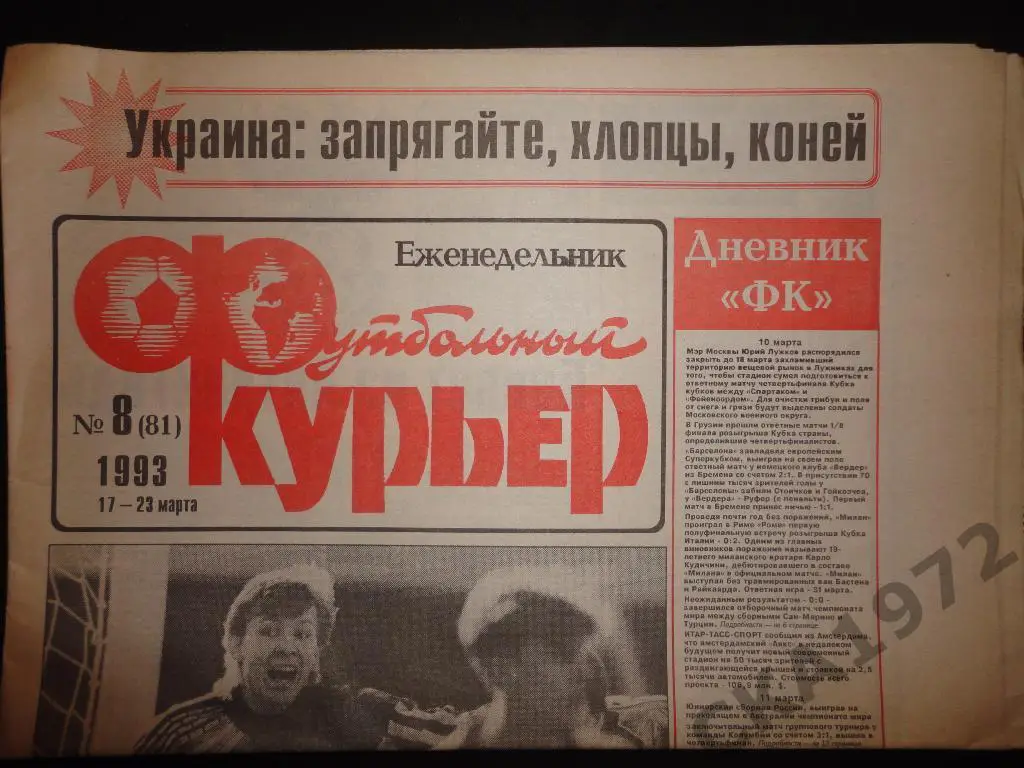 Украина: запрягайте, хлопцы, коней
Еженедельник
Футбольный
курьер
№ 8 (81)
1993
17 — 23 марта
Дневник
«ФК»
10 марта
Мэр Москвы Юрий Лужков распорядился
закрыть до 18 марта захламивший
территорию вещевой рынок в Лужниках для
того, чтобы стадион сумел подготовиться к
ответному матчу четвертьфинала Кубка
кубков между «Спартаком» и
«Фейеноордом». Для очистки трибун и поля
от снега и грязи будут выделены солдаты
Московского военного округа.
В Грузии прошли ответные матчи 1/8
финала розыгрыша Кубка страны,
определившие четвертьфиналистов.
«Барселона» завладела европейским
Суперкубком, выиграв на своем поле
ответный матч у немецкого клуба «Вердер»
из Бремена со счетом 2:1. В присутствии 70
с лишним тысяч зрителей голы у
«Барселоны» забили Стоичков и Гойкоэчеа,
у «Вердера» - Руфер (с пенальти). Первый
матч в Бремене принес ничью - 1:1.
Проведя почти год без поражений, «Милан»
проиграл в Риме «Роме» первую
полуфинальную встречу розыгрыша Кубка
Италии - 0:2. Одним из главных
виновников поражения называют 19-
летнего миланского вратаря Карло
Кудичини, дебютировавшего в составе
«Милана» в официальном матче. «Милан»
выступал без травмированных ван Бастена
и Райкаарда. Ответная игра - 31 марта.
Неожиданным результатом - 0:0 -
завершился отборочный матч чемпионата
мира между сборными Сан-Марино и
Турции. Подробности — на 6 странице.
ИТАР-ТАСС-СПОРТ сообщил из Амстердама,
что амстердамский «Аякс» в недалеком
будущем получит новый современный
стадион на 50 тысяч зрителей с
раздвигающейся крышей и стоянкой на 2,5
тысячи автомобилей. Стоимость всего
проекта - 106,9 млн. $.
11 марта
Юниорская сборная России, выиграв на
проходящем в Австралии чемпионате мира
заключительный матч группового турнира у
команды Колумбии со счетом 3:1, вышла в
четвертьфинал. Подробности — на 13 странице.
1972